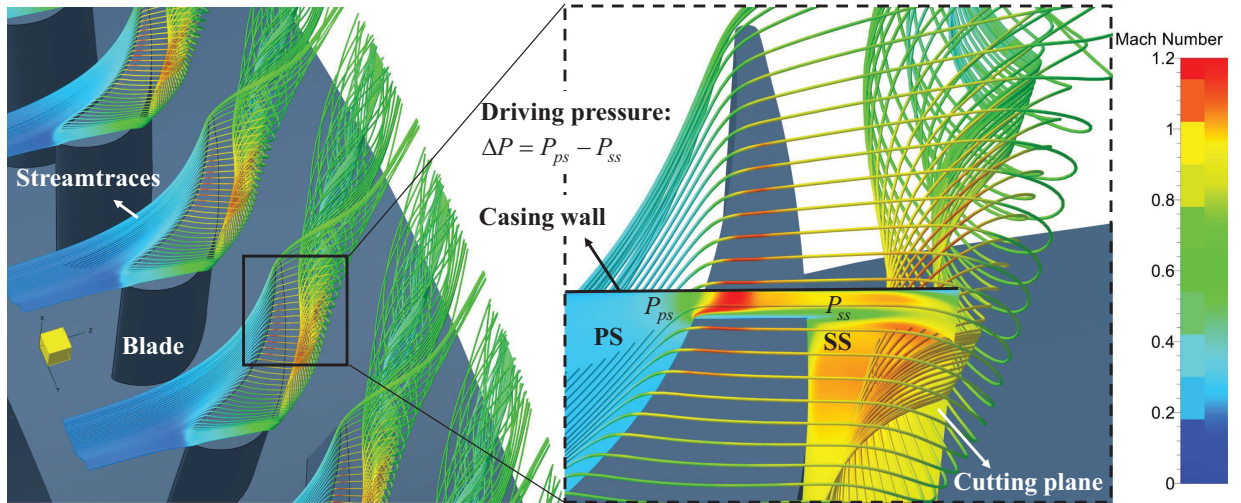 Streamtraces
Blade
x
z
Y
Driving pressure:
ΔP = P_ps − P_ss
Casing wall
P_ps
P_ss
PS
SS
Cutting plane
Mach Number
1.2
1
0.8
0.6
0.4
0.2
0